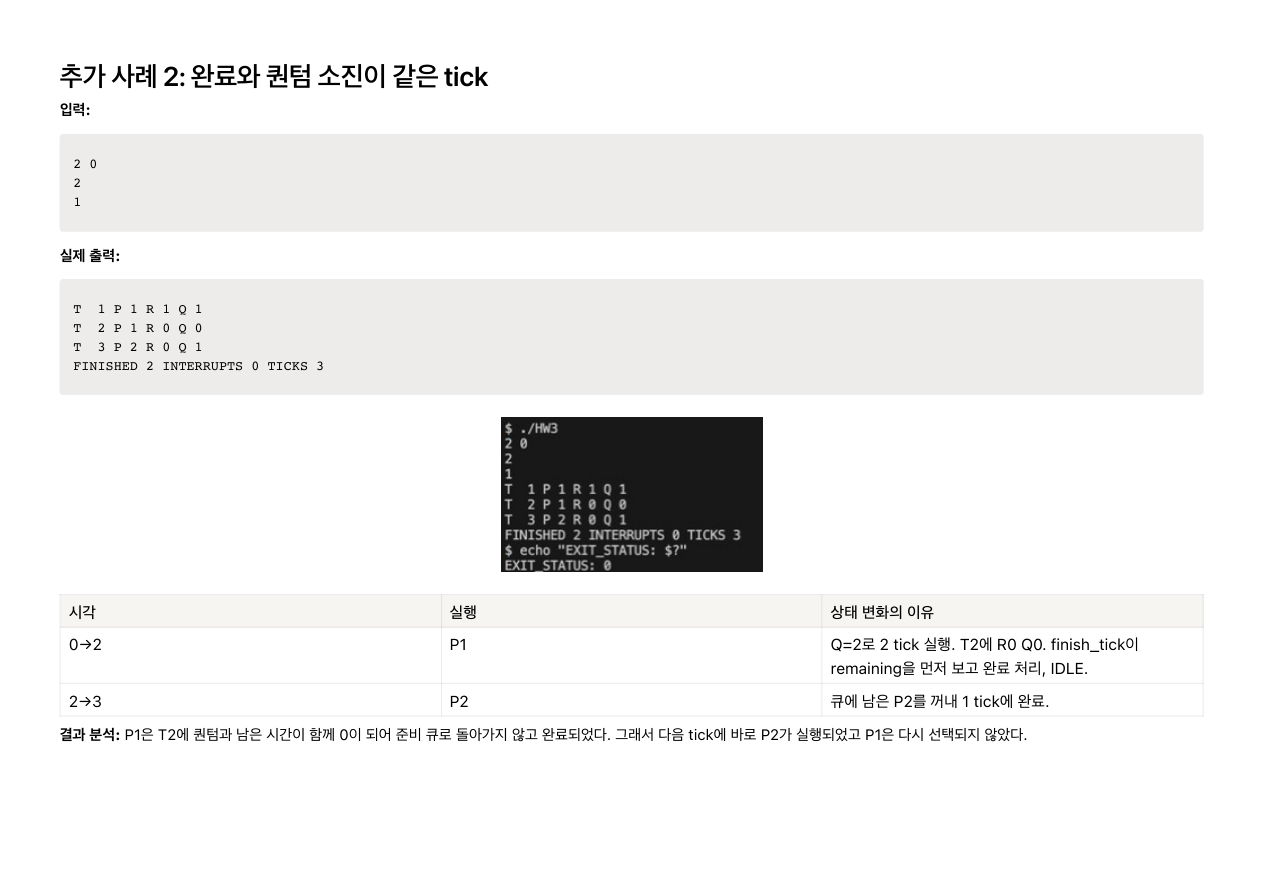 추가 사례 2: 완료와 퀀텀 소진이 같은 tick
입력:
2 0
2
1
실제 출력:
T  1 P 1 R 1 Q 1
T  2 P 1 R 0 Q 0
T  3 P 2 R 0 Q 1
FINISHED 2 INTERRUPTS 0 TICKS 3
$ ./HW3
2 0
2
1
T  1 P 1 R 1 Q 1
T  2 P 1 R 0 Q 0
T  3 P 2 R 0 Q 1
FINISHED 2 INTERRUPTS 0 TICKS 3
$ echo "EXIT_STATUS: $?"
EXIT_STATUS: 0
시각 실행 상태 변화의 이유
0→2 P1 Q=2로 2 tick 실행. T2에 R0 Q0. finish_tick이
remaining을 먼저 보고 완료 처리, IDLE.
2→3 P2 큐에 남은 P2를 꺼내 1 tick에 완료.
결과 분석: P1은 T2에 퀀텀과 남은 시간이 함께 0이 되어 준비 큐로 돌아가지 않고 완료되었다. 그래서 다음 tick에 바로 P2가 실행되었고 P1은 다시 선택되지 않았다.